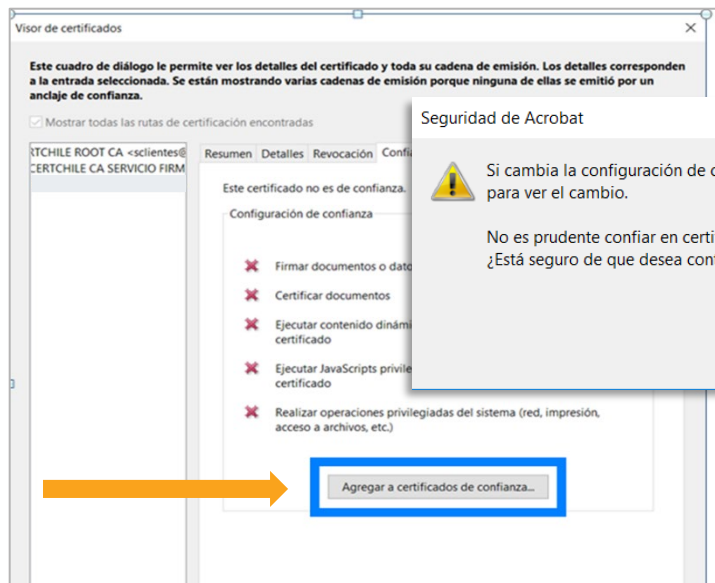 Visor de certificados
Este cuadro de diálogo le permite ver los detalles del certificado y toda su cadena de emisión. Los detalles corresponden
a la entrada seleccionada. Se están mostrando varias cadenas de emisión porque ninguna de ellas se emitió por un
anclaje de confianza.
Mostrar todas las rutas de certificación encontradas
RTCHILE ROOT CA <sclientes@
CERTCHILE CA SERVICIO FIRM
Resumen Detalles Revocación Confi
Este certificado no es de confianza.
Configuración de confianza
Firmar documentos o dato
Certificar documentos
Ejecutar contenido dinámi
certificado
Ejecutar JavaScripts privile
certificado
Realizar operaciones privilegiadas del sistema (red, impresión,
acceso a archivos, etc.)
Agregar a certificados de confianza...
Seguridad de Acrobat
Si cambia la configuración de c
para ver el cambio.
No es prudente confiar en certi
¿Está seguro de que desea cont